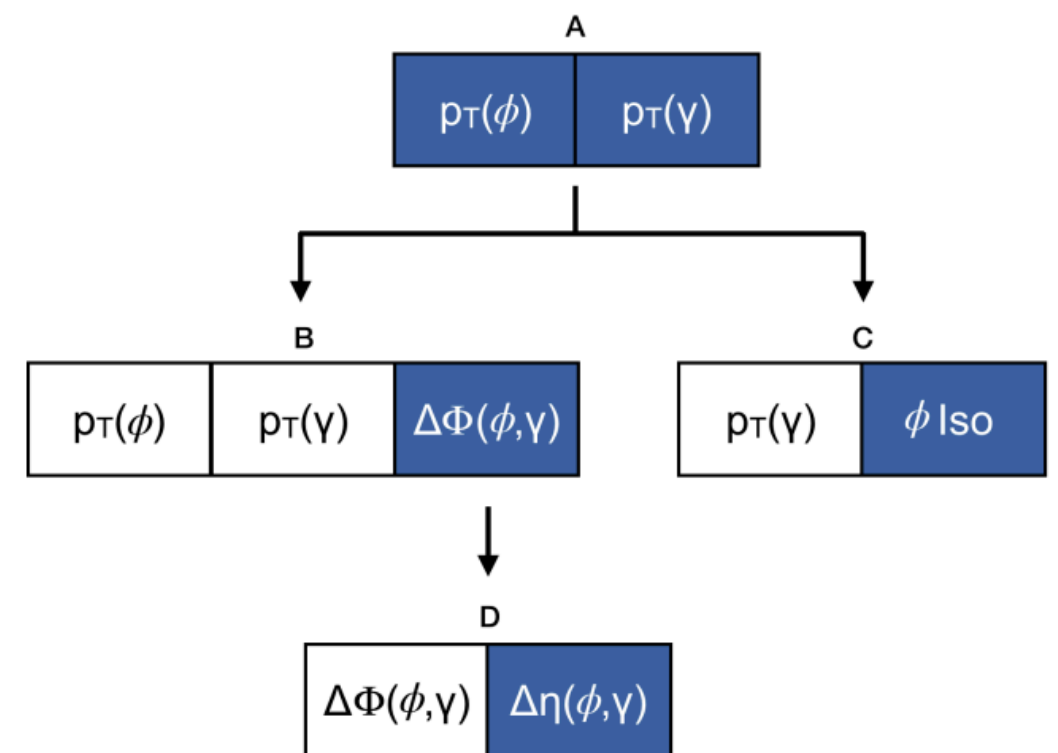 A
pT(ϕ) pT(γ)
B C
pT(ϕ) pT(γ) ΔΦ(ϕ,γ) pT(γ) ϕ Iso
D
ΔΦ(ϕ,γ) Δη(ϕ,γ)